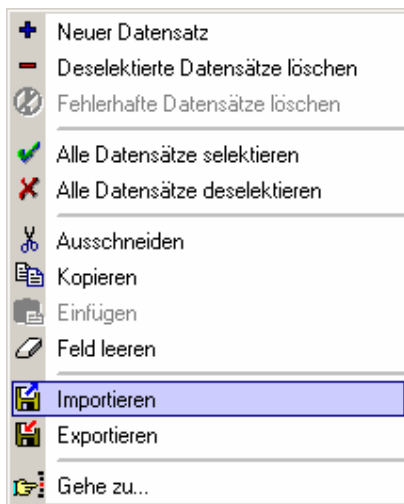 Neuer Datensatz
Deselektierte Datensätze löschen
Fehlerhafte Datensätze löschen
Alle Datensätze selektieren
Alle Datensätze deselektieren
Ausschneiden
Kopieren
Einfügen
Feld leeren
Importieren
Exportieren
Gehe zu...